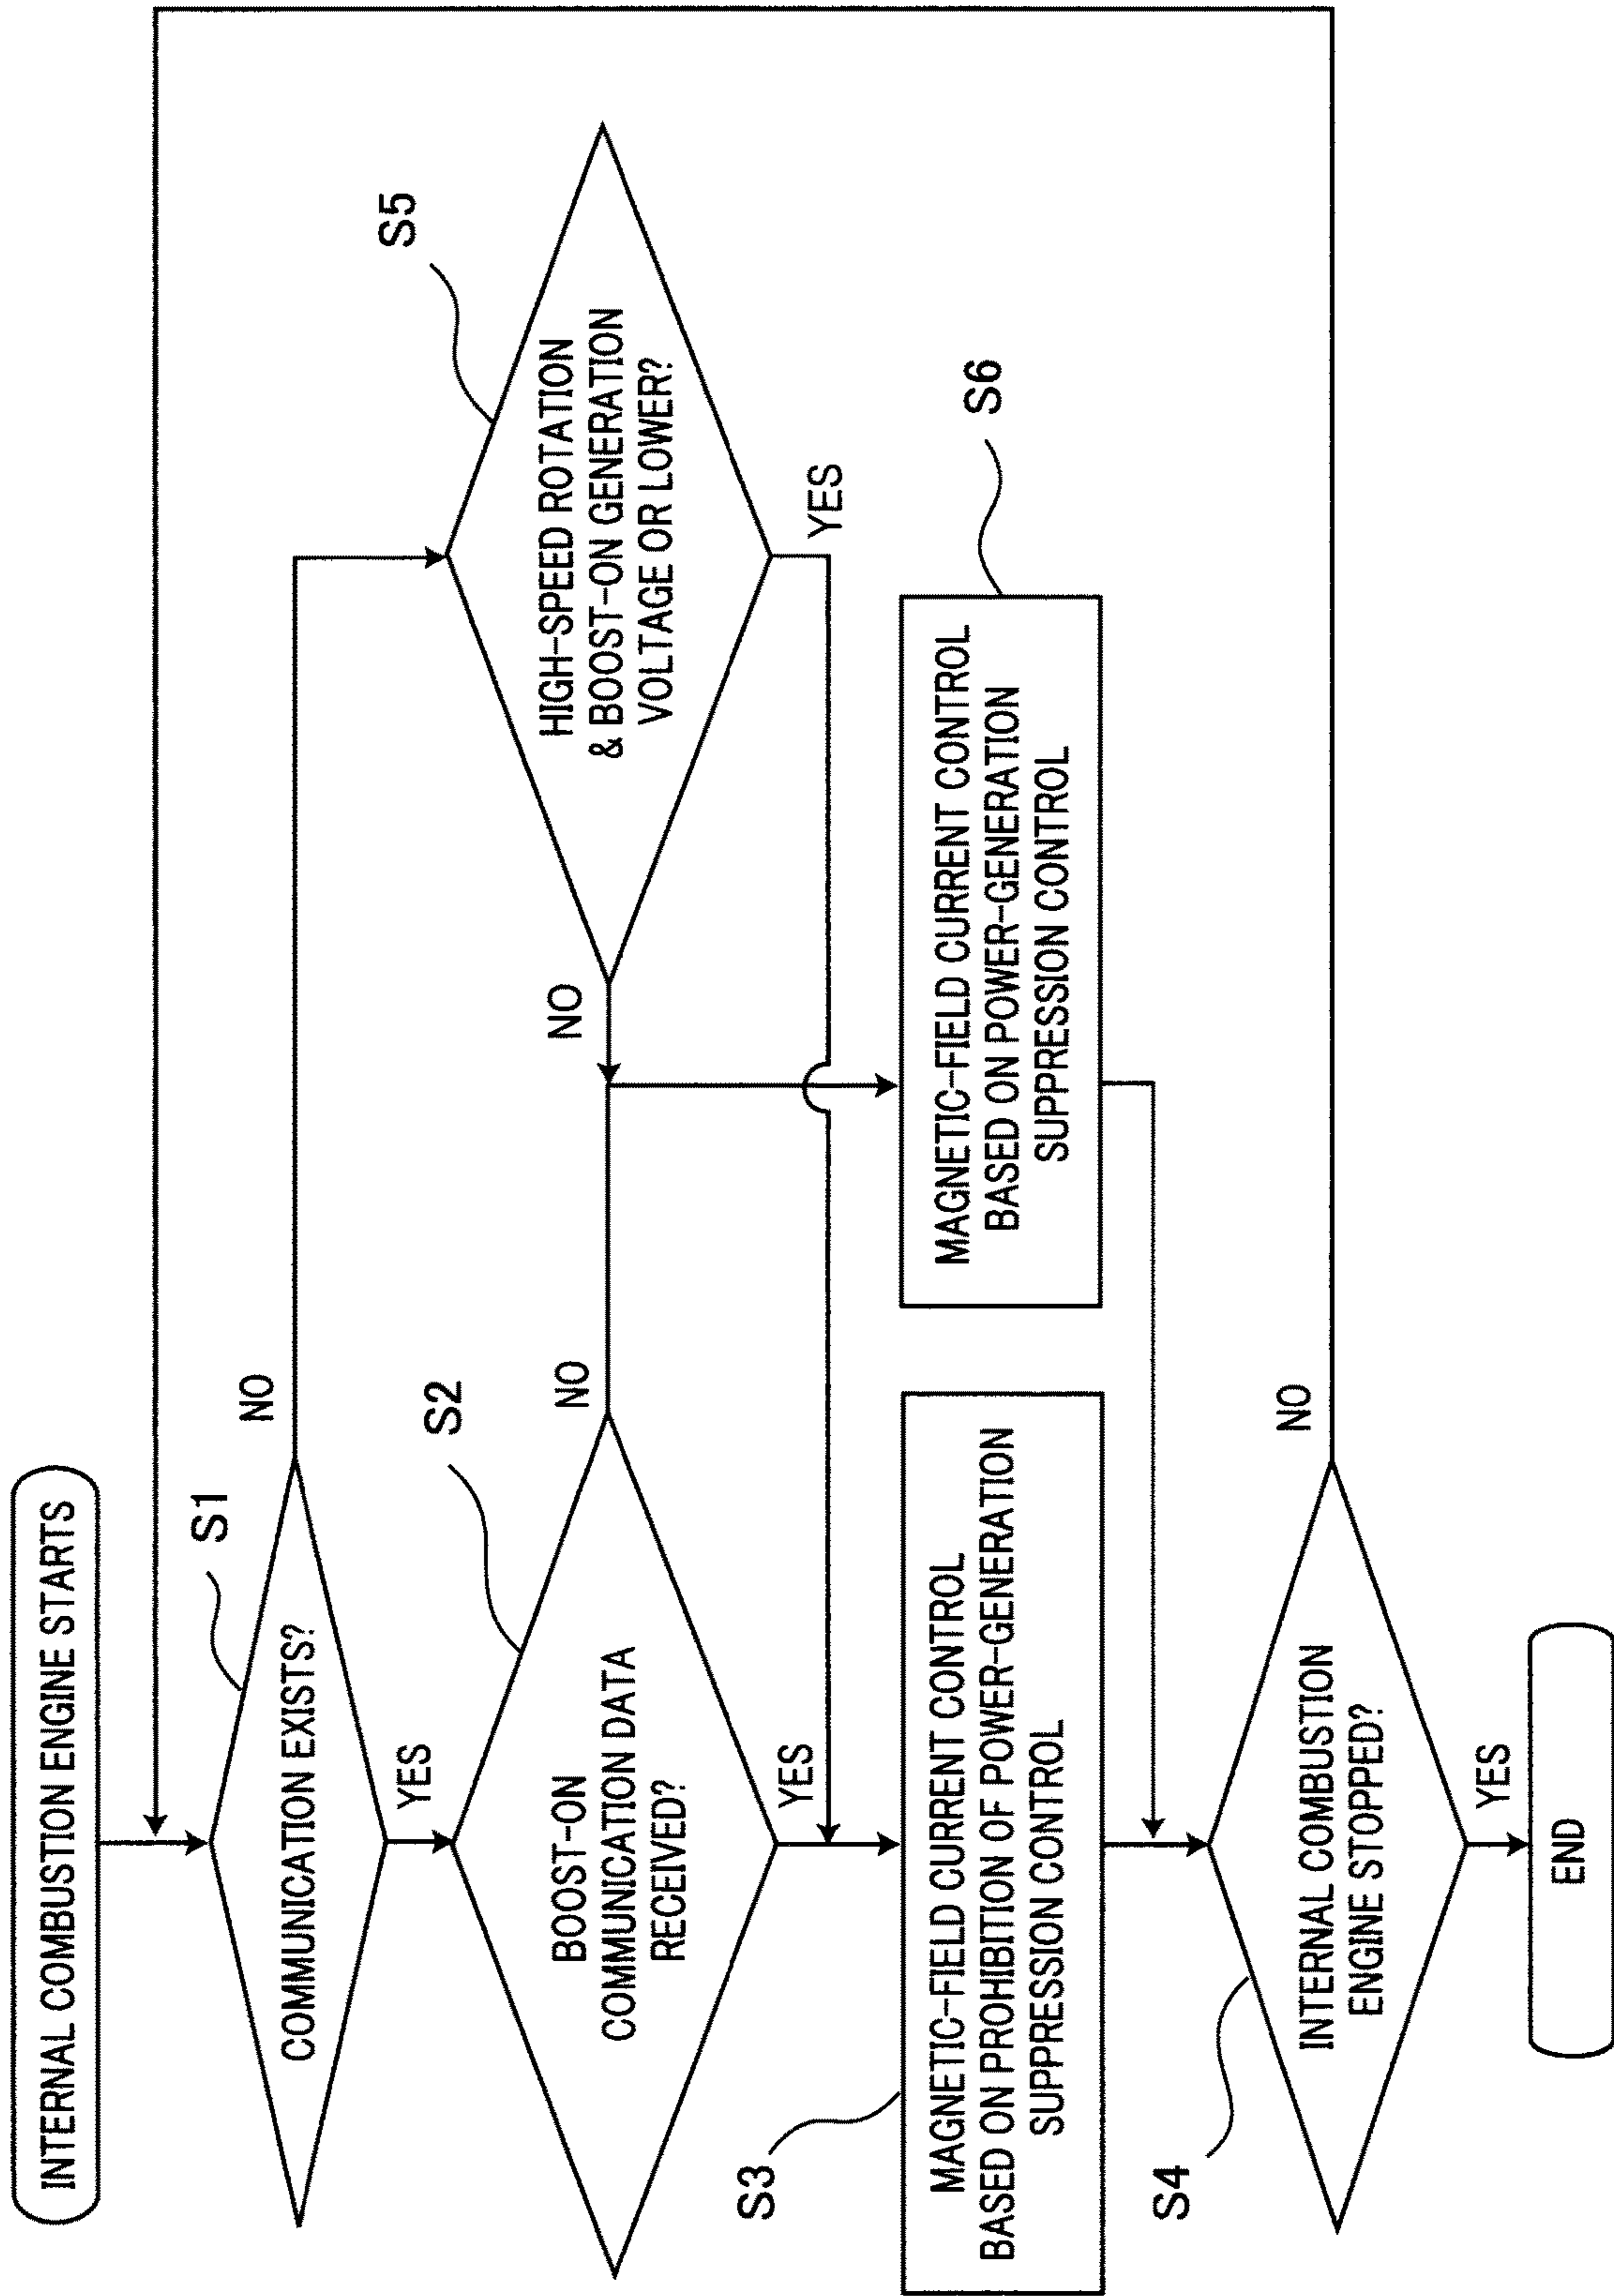 INTERNAL COMBUSTION ENGINE STARTS
S1
COMMUNICATION EXISTS?
NO
YES
S2
BOOST-ON
COMMUNICATION DATA
RECEIVED?
NO
YES
S5
HIGH-SPEED ROTATION
& BOOST-ON GENERATION
VOLTAGE OR LOWER?
NO
YES
S3
MAGNETIC-FIELD CURRENT CONTROL
BASED ON PROHIBITION OF POWER-GENERATION
SUPPRESSION CONTROL
S6
MAGNETIC-FIELD CURRENT CONTROL
BASED ON POWER-GENERATION
SUPPRESSION CONTROL
S4
INTERNAL COMBUSTION
ENGINE STOPPED?
NO
YES
END